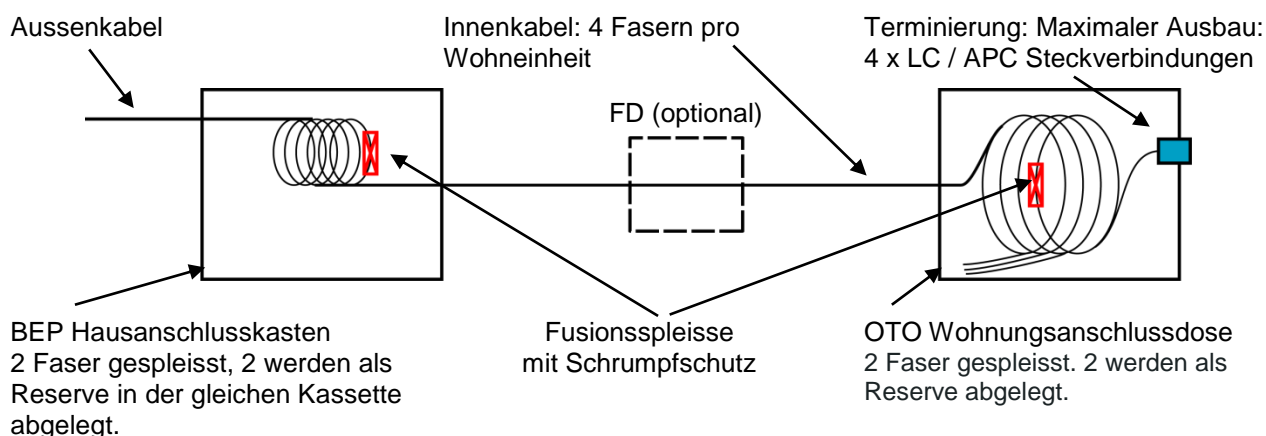 Aussenkabel
Innenkabel: 4 Fasern pro
Wohneinheit
Terminierung: Maximaler Ausbau:
4 x LC / APC Steckverbindungen
FD (optional)
BEP Hausanschlusskasten
2 Faser gespleisst, 2 werden als
Reserve in der gleichen Kassette
abgelegt.
Fusionsspleisse
mit Schrumpfschutz
OTO Wohnungsanschlussdose
2 Faser gespleisst. 2 werden als
Reserve abgelegt.